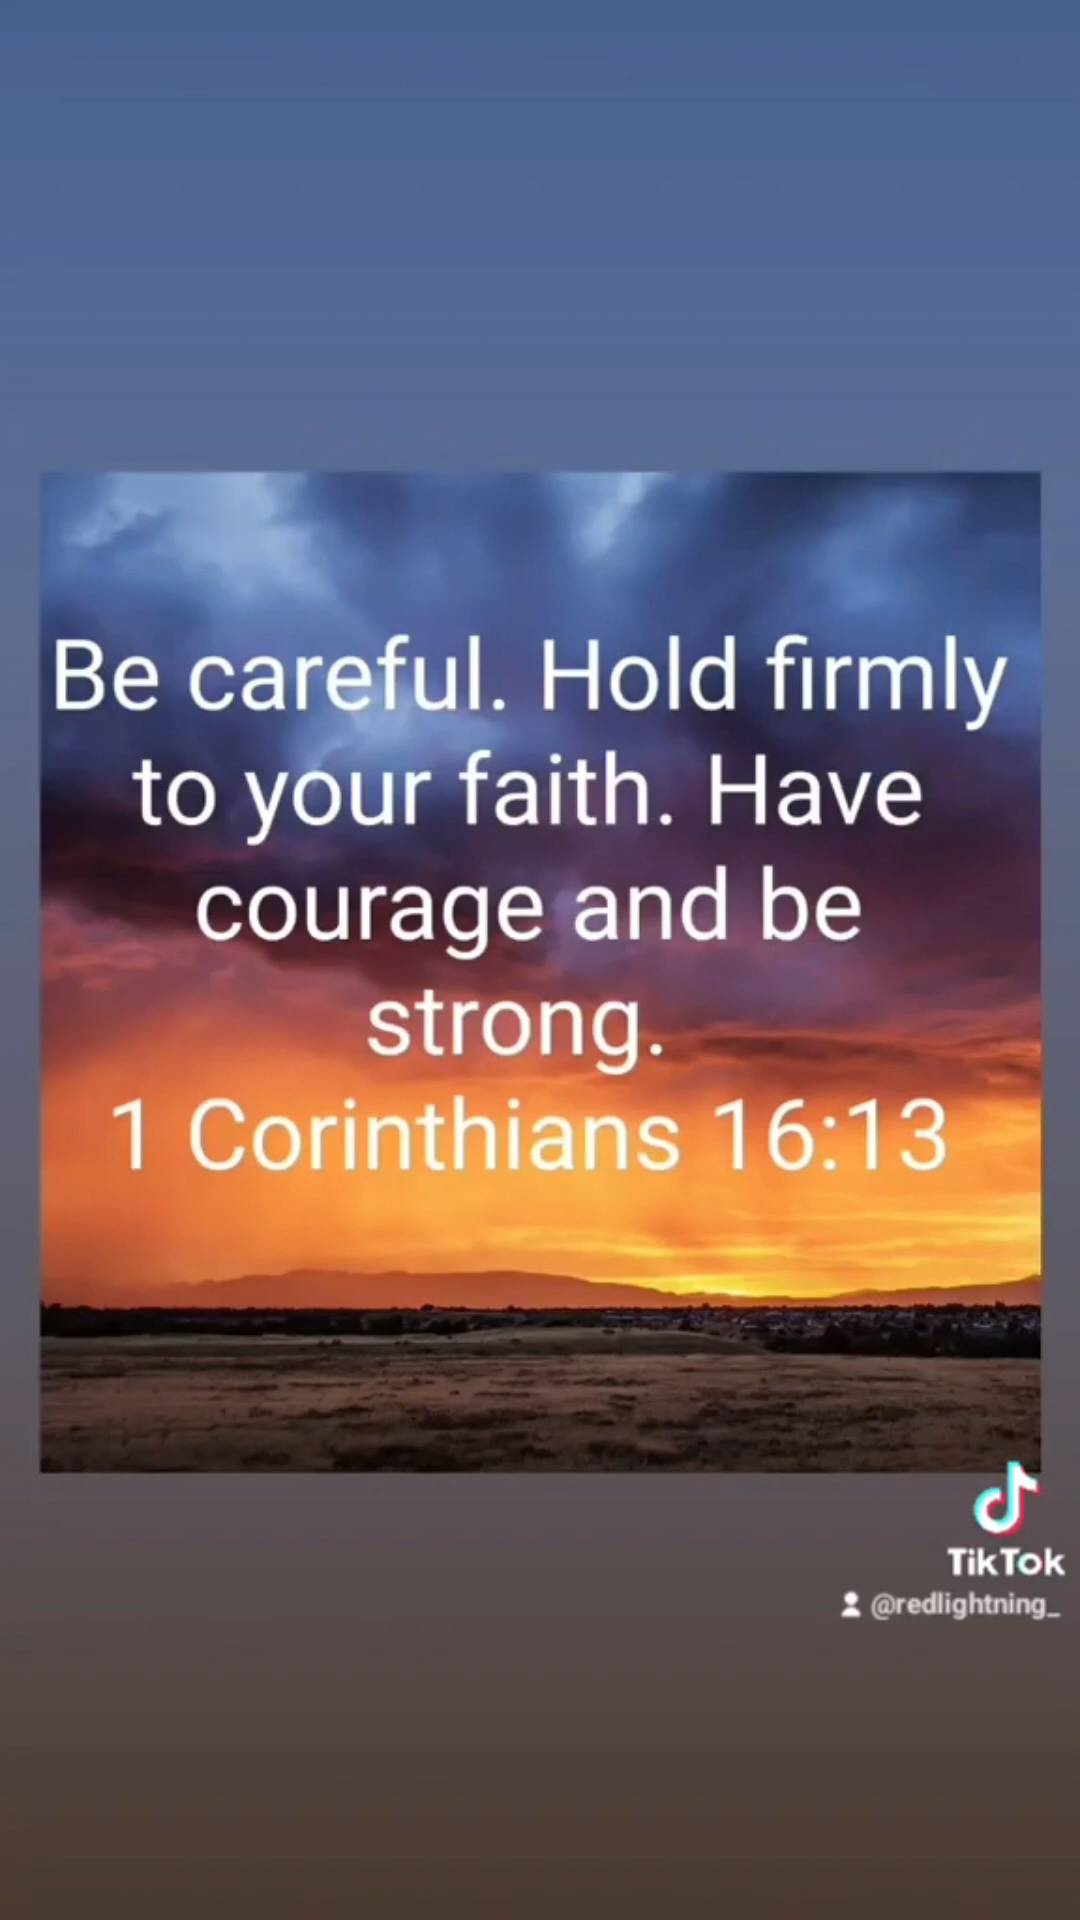 Be careful. Hold firmly
to your faith. Have
courage and be
strong.
1 Corinthians 16:13
TikTok
@redlightning_